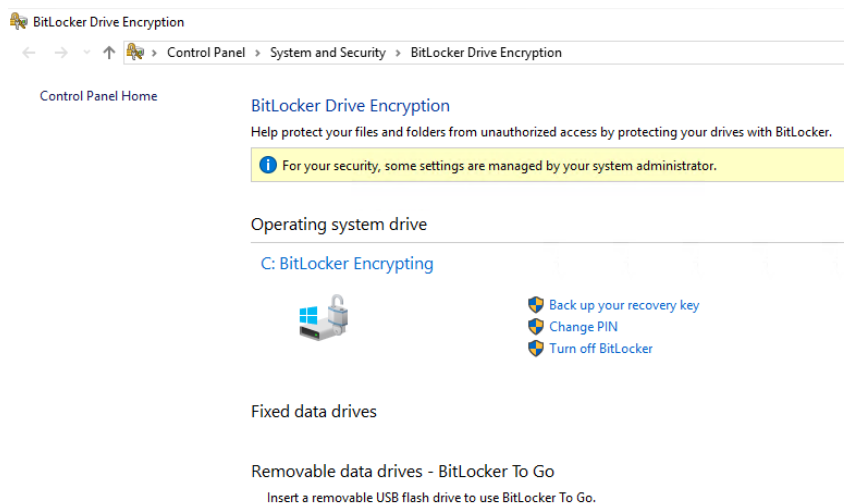 BitLocker Drive Encryption
Control Panel > System and Security > BitLocker Drive Encryption
Control Panel Home
BitLocker Drive Encryption
Help protect your files and folders from unauthorized access by protecting your drives with BitLocker.
For your security, some settings are managed by your system administrator.
Operating system drive
C: BitLocker Encrypting
Back up your recovery key
Change PIN
Turn off BitLocker
Fixed data drives
Removable data drives - BitLocker To Go
Insert a removable USB flash drive to use BitLocker To Go.